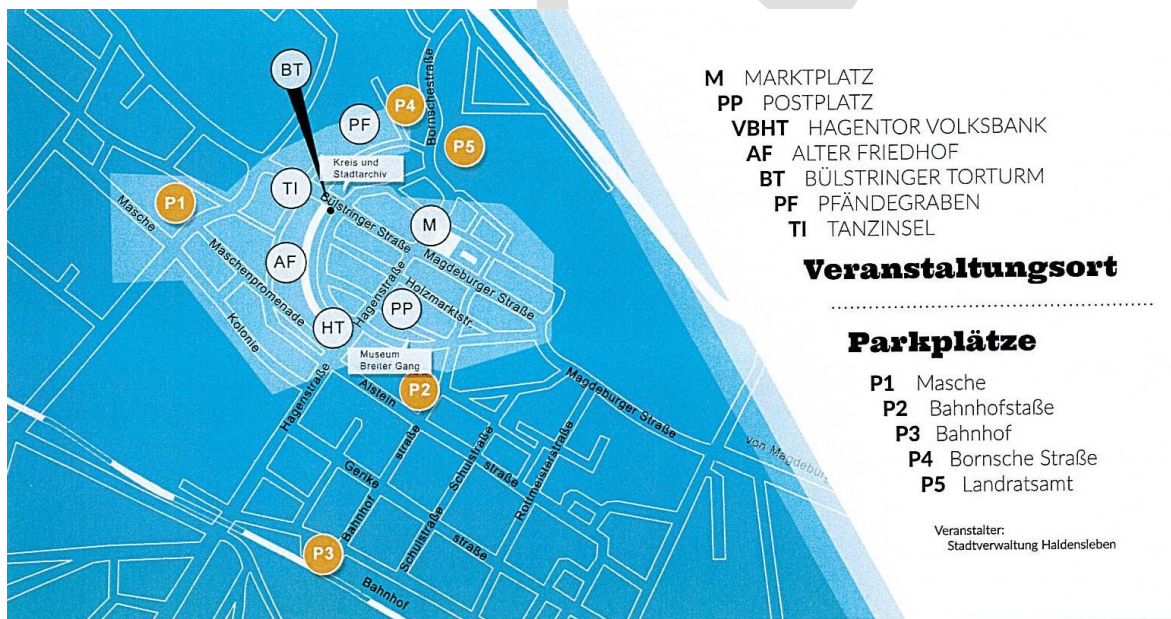 BT
P4
PF
Bornschestraße
P5
Kreis und
Stadtarchiv
TI
P1
Masche
Bülstringer Straße
M
AF
Maschenpromenade
Magdeburger Straße
Hagenstraße
Holzmarktstr.
PP
HT
Kolonie
Museum
Breiter Gang
P2
Alstein
straße
Magdeburger Straße
Hagenstraße
Bahnhof
straße
Schulstraße
Rottmeisterstraße
von Magdeburg
Gerike
straße
Schulstraße
P3
Bahnhof
M MARKTPLATZ
PP POSTPLATZ
VBHT HAGENTOR VOLKSBANK
AF ALTER FRIEDHOF
BT BÜLSTRINGER TORTURM
PF PFÄNDEGRABEN
TI TANZINSEL
Veranstaltungsort
Parkplätze
P1 Masche
P2 Bahnhofstaße
P3 Bahnhof
P4 Bornsche Straße
P5 Landratsamt
Veranstalter:
Stadtverwaltung Haldensleben